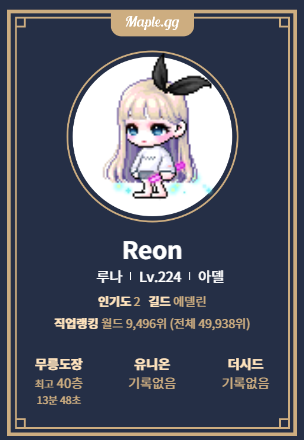 Maple.gg
Reon
루나 | Lv.224 | 아델
인기도 2 길드 에델린
직업랭킹 월드 9,496위 (전체 49,938위)
무릉도장 유니온 더시드
최고 40층 기록없음 기록없음
13분 48초